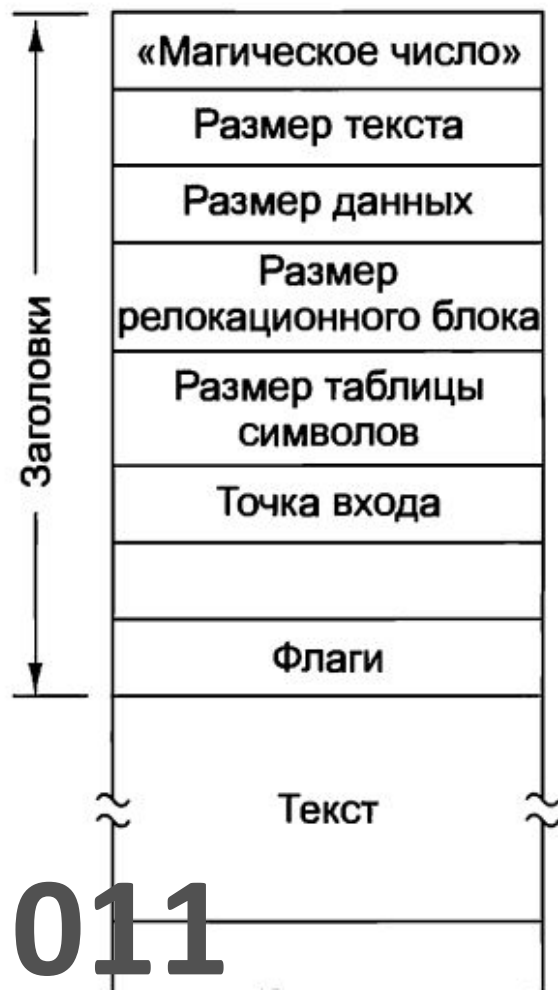 «Магическое число»
Размер текста
Размер данных
Размер
релокационного блока
Размер таблицы
символов
Точка входа
Флаги
Заголовки
Текст
011